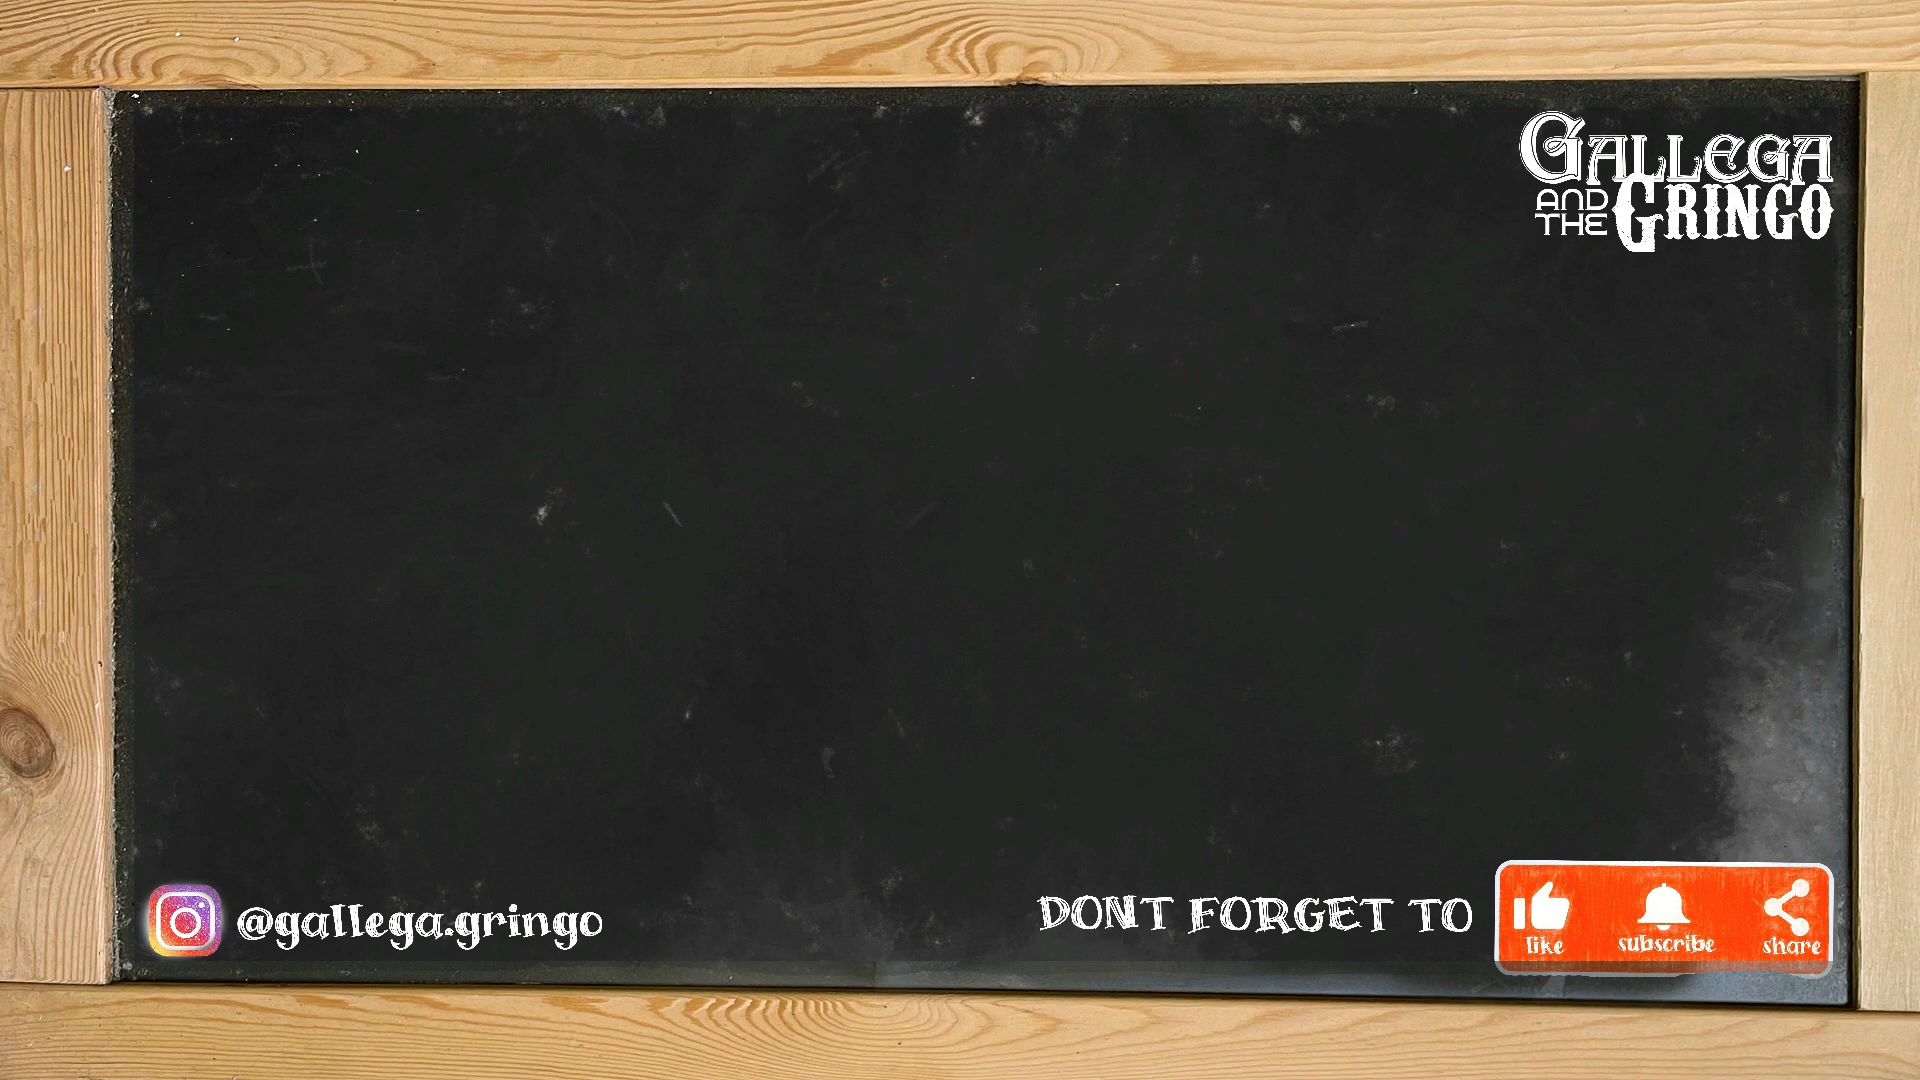 GALLEGA
AND THE GRINGO
@gallega.gringo
DONT FORGET TO
like subscribe share